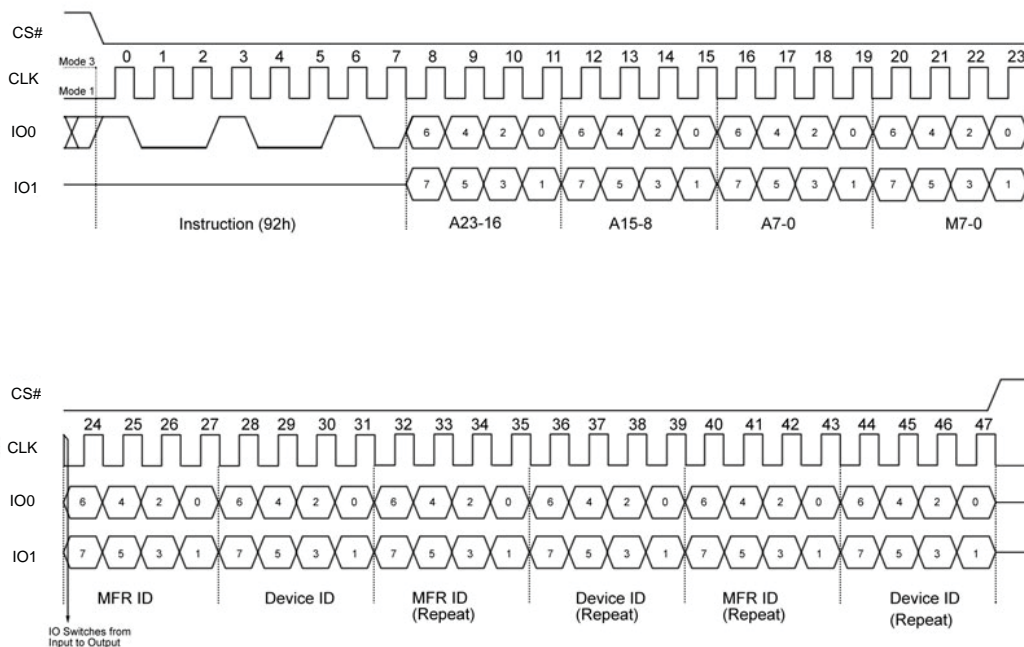 CS#
Mode 3
0 1 2 3 4 5 6 7 8 9 10 11 12 13 14 15 16 17 18 19 20 21 22 23
CLK
Mode 1
IO0 6 4 2 0 6 4 2 0 6 4 2 0 6 4 2 0
IO1 7 5 3 1 7 5 3 1 7 5 3 1 7 5 3 1
Instruction (92h) A23-16 A15-8 A7-0 M7-0
CS#
24 25 26 27 28 29 30 31 32 33 34 35 36 37 38 39 40 41 42 43 44 45 46 47
CLK
IO0 6 4 2 0 6 4 2 0 6 4 2 0 6 4 2 0 6 4 2 0 6 4 2 0
IO1 7 5 3 1 7 5 3 1 7 5 3 1 7 5 3 1 7 5 3 1 7 5 3 1
MFR ID Device ID MFR ID Device ID MFR ID Device ID
(Repeat) (Repeat) (Repeat) (Repeat)
IO Switches from
Input to Output